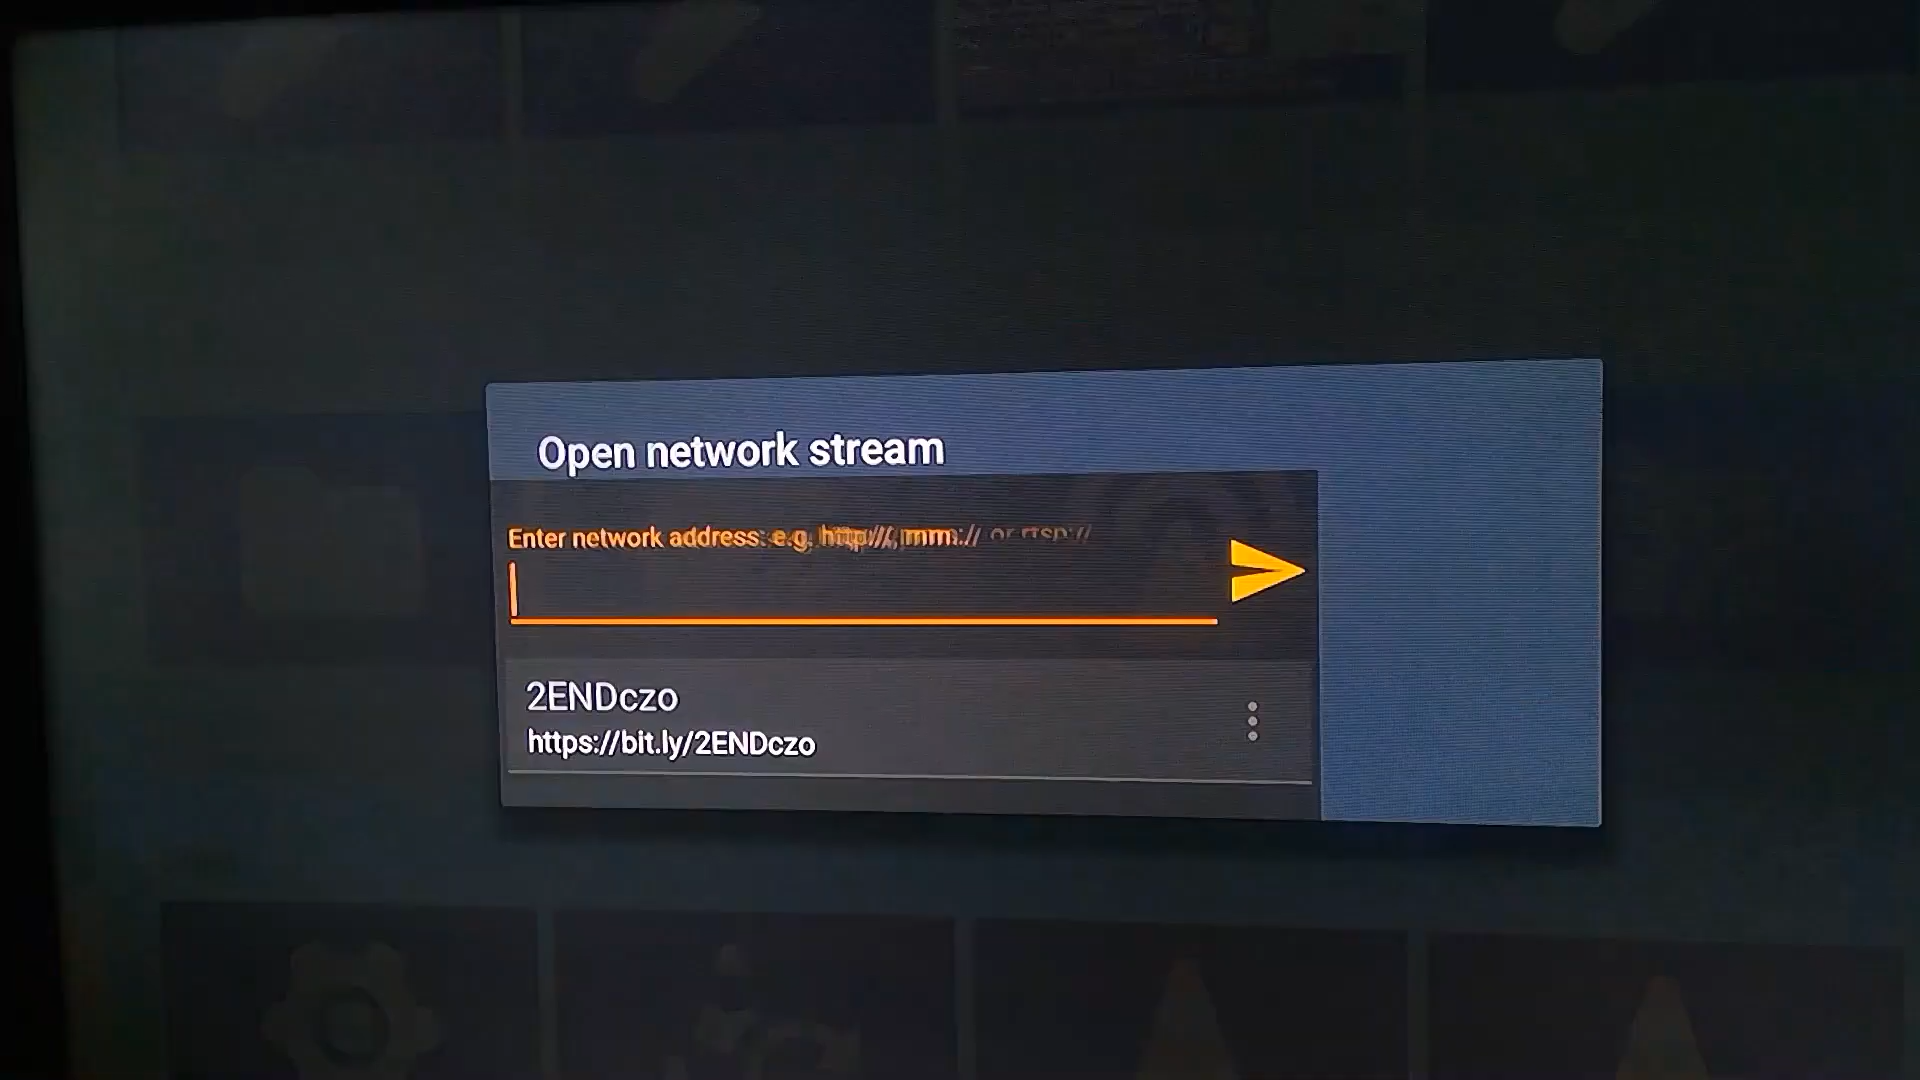 Open network stream
Enter network address: e.g. http://, mms:// or rtsp://
2ENDczo
https://bit.ly/2ENDczo